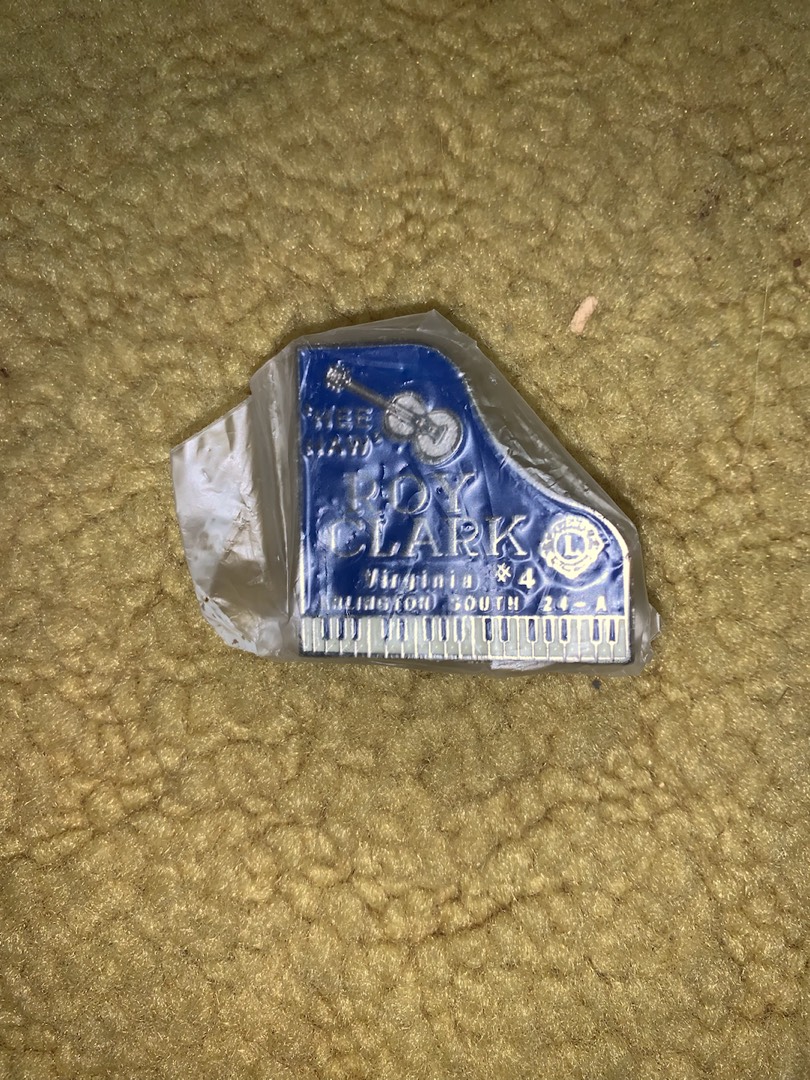 "HEE
HAW"
ROY
CLARK
L
Virginia #4
ARLINGTON SOUTH 24-A